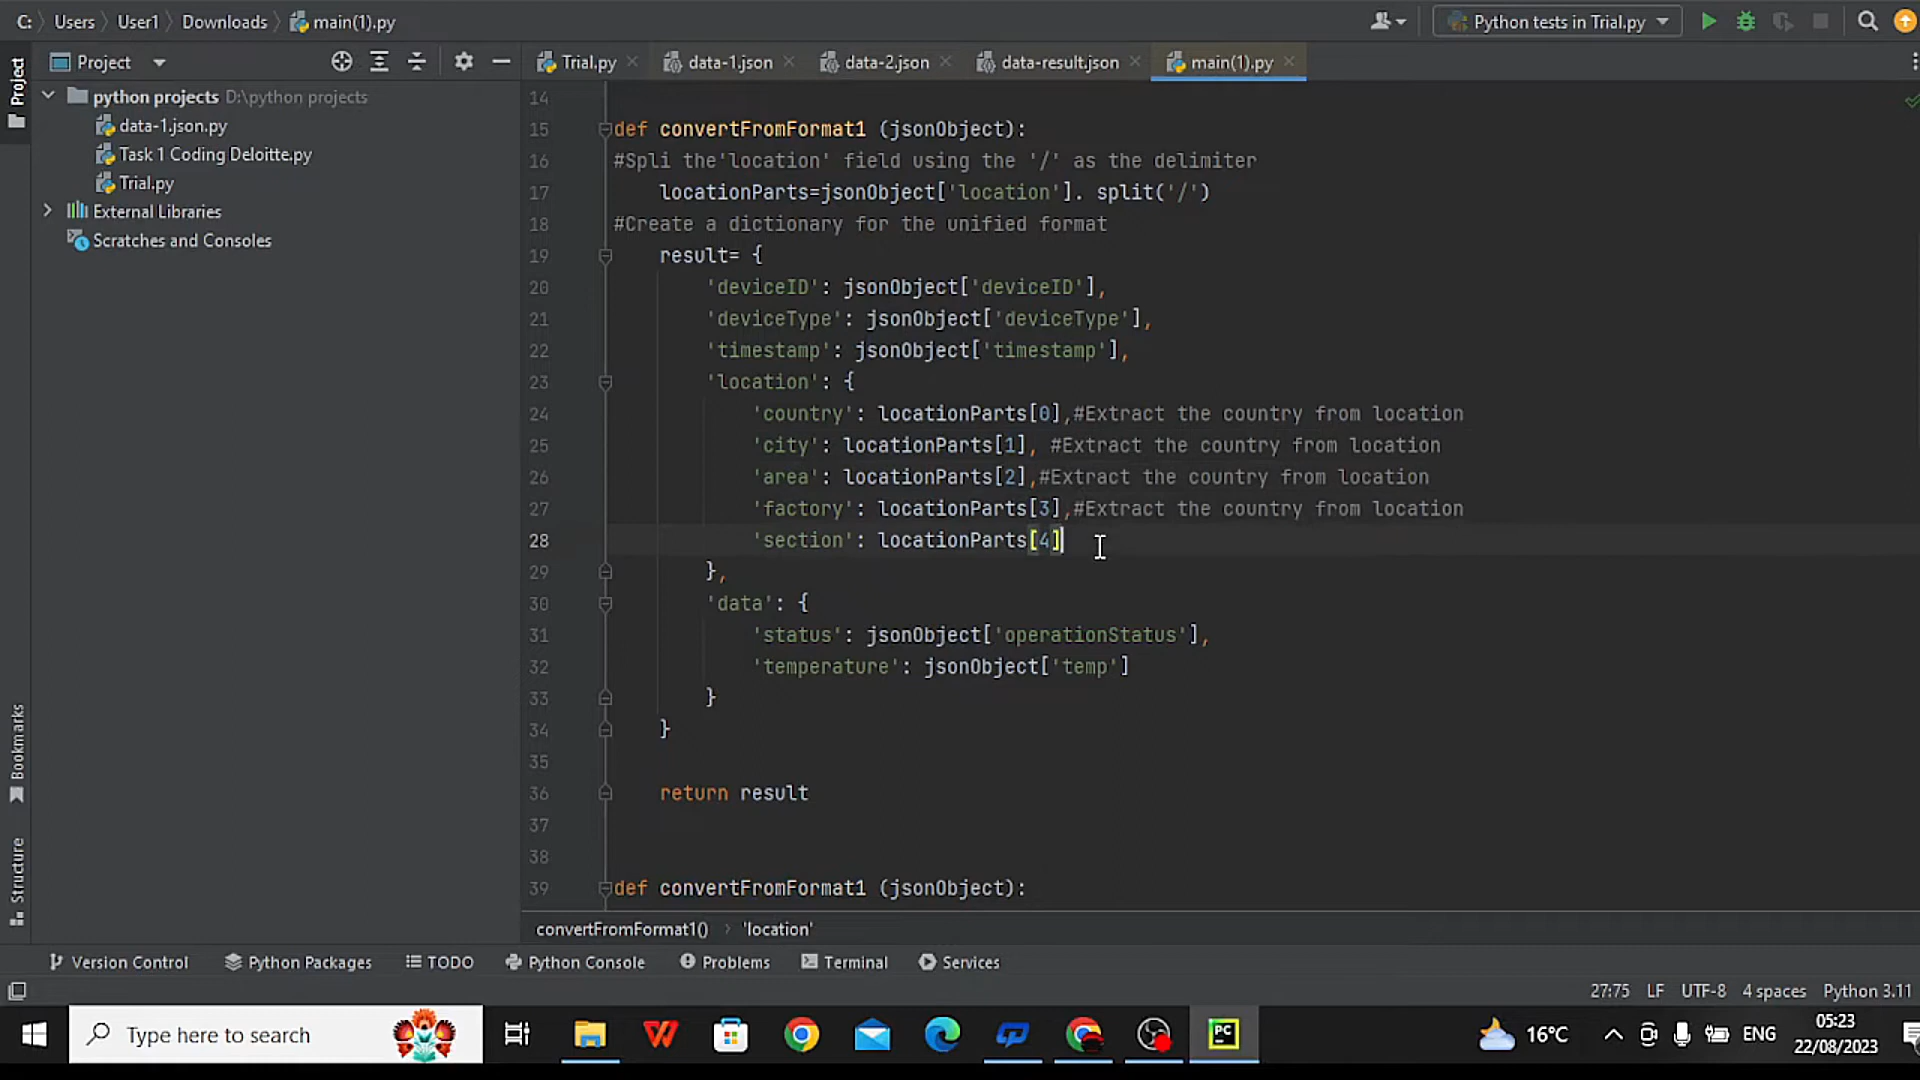 C: Users User1 Downloads main(1).py Python tests in Trial.py
Project Trial.py data-1.json data-2.json data-result.json main(1).py
Project
python projects D:\python projects
data-1.json.py
Task 1 Coding Deloitte.py
Trial.py
External Libraries
Scratches and Consoles
Bookmarks
Structure
14
15 def convertFromFormat1 (jsonObject):
16 #Spli the'location' field using the '/' as the delimiter
17 locationParts=jsonObject['location']. split('/')
18 #Create a dictionary for the unified format
19 result= {
20 'deviceID': jsonObject['deviceID'],
21 'deviceType': jsonObject['deviceType'],
22 'timestamp': jsonObject['timestamp'],
23 'location': {
24 'country': locationParts[0],#Extract the country from location
25 'city': locationParts[1], #Extract the country from location
26 'area': locationParts[2],#Extract the country from location
27 'factory': locationParts[3],#Extract the country from location
28 'section': locationParts[4]
29 },
30 'data': {
31 'status': jsonObject['operationStatus'],
32 'temperature': jsonObject['temp']
33 }
34 }
35
36 return result
37
38
39 def convertFromFormat1 (jsonObject):
convertFromFormat1() 'location'
Version Control Python Packages TODO Python Console Problems Terminal Services
27:75 LF UTF-8 4 spaces Python 3.11
Type here to search PC 16°C ENG 05:23
22/08/2023